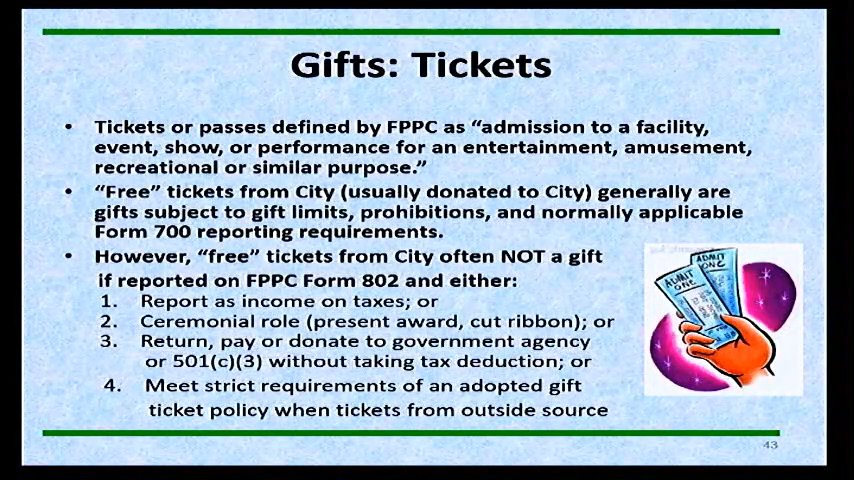 Gifts: Tickets
• Tickets or passes defined by FPPC as “admission to a facility,
event, show, or performance for an entertainment, amusement,
recreational or similar purpose.”
• “Free” tickets from City (usually donated to City) generally are
gifts subject to gift limits, prohibitions, and normally applicable
Form 700 reporting requirements.
• However, “free” tickets from City often NOT a gift
if reported on FPPC Form 802 and either:
1. Report as income on taxes; or
2. Ceremonial role (present award, cut ribbon); or
3. Return, pay or donate to government agency
or 501(c)(3) without taking tax deduction; or
4. Meet strict requirements of an adopted gift
ticket policy when tickets from outside source
ADMIT
ONE
ADMIT
ONE
43